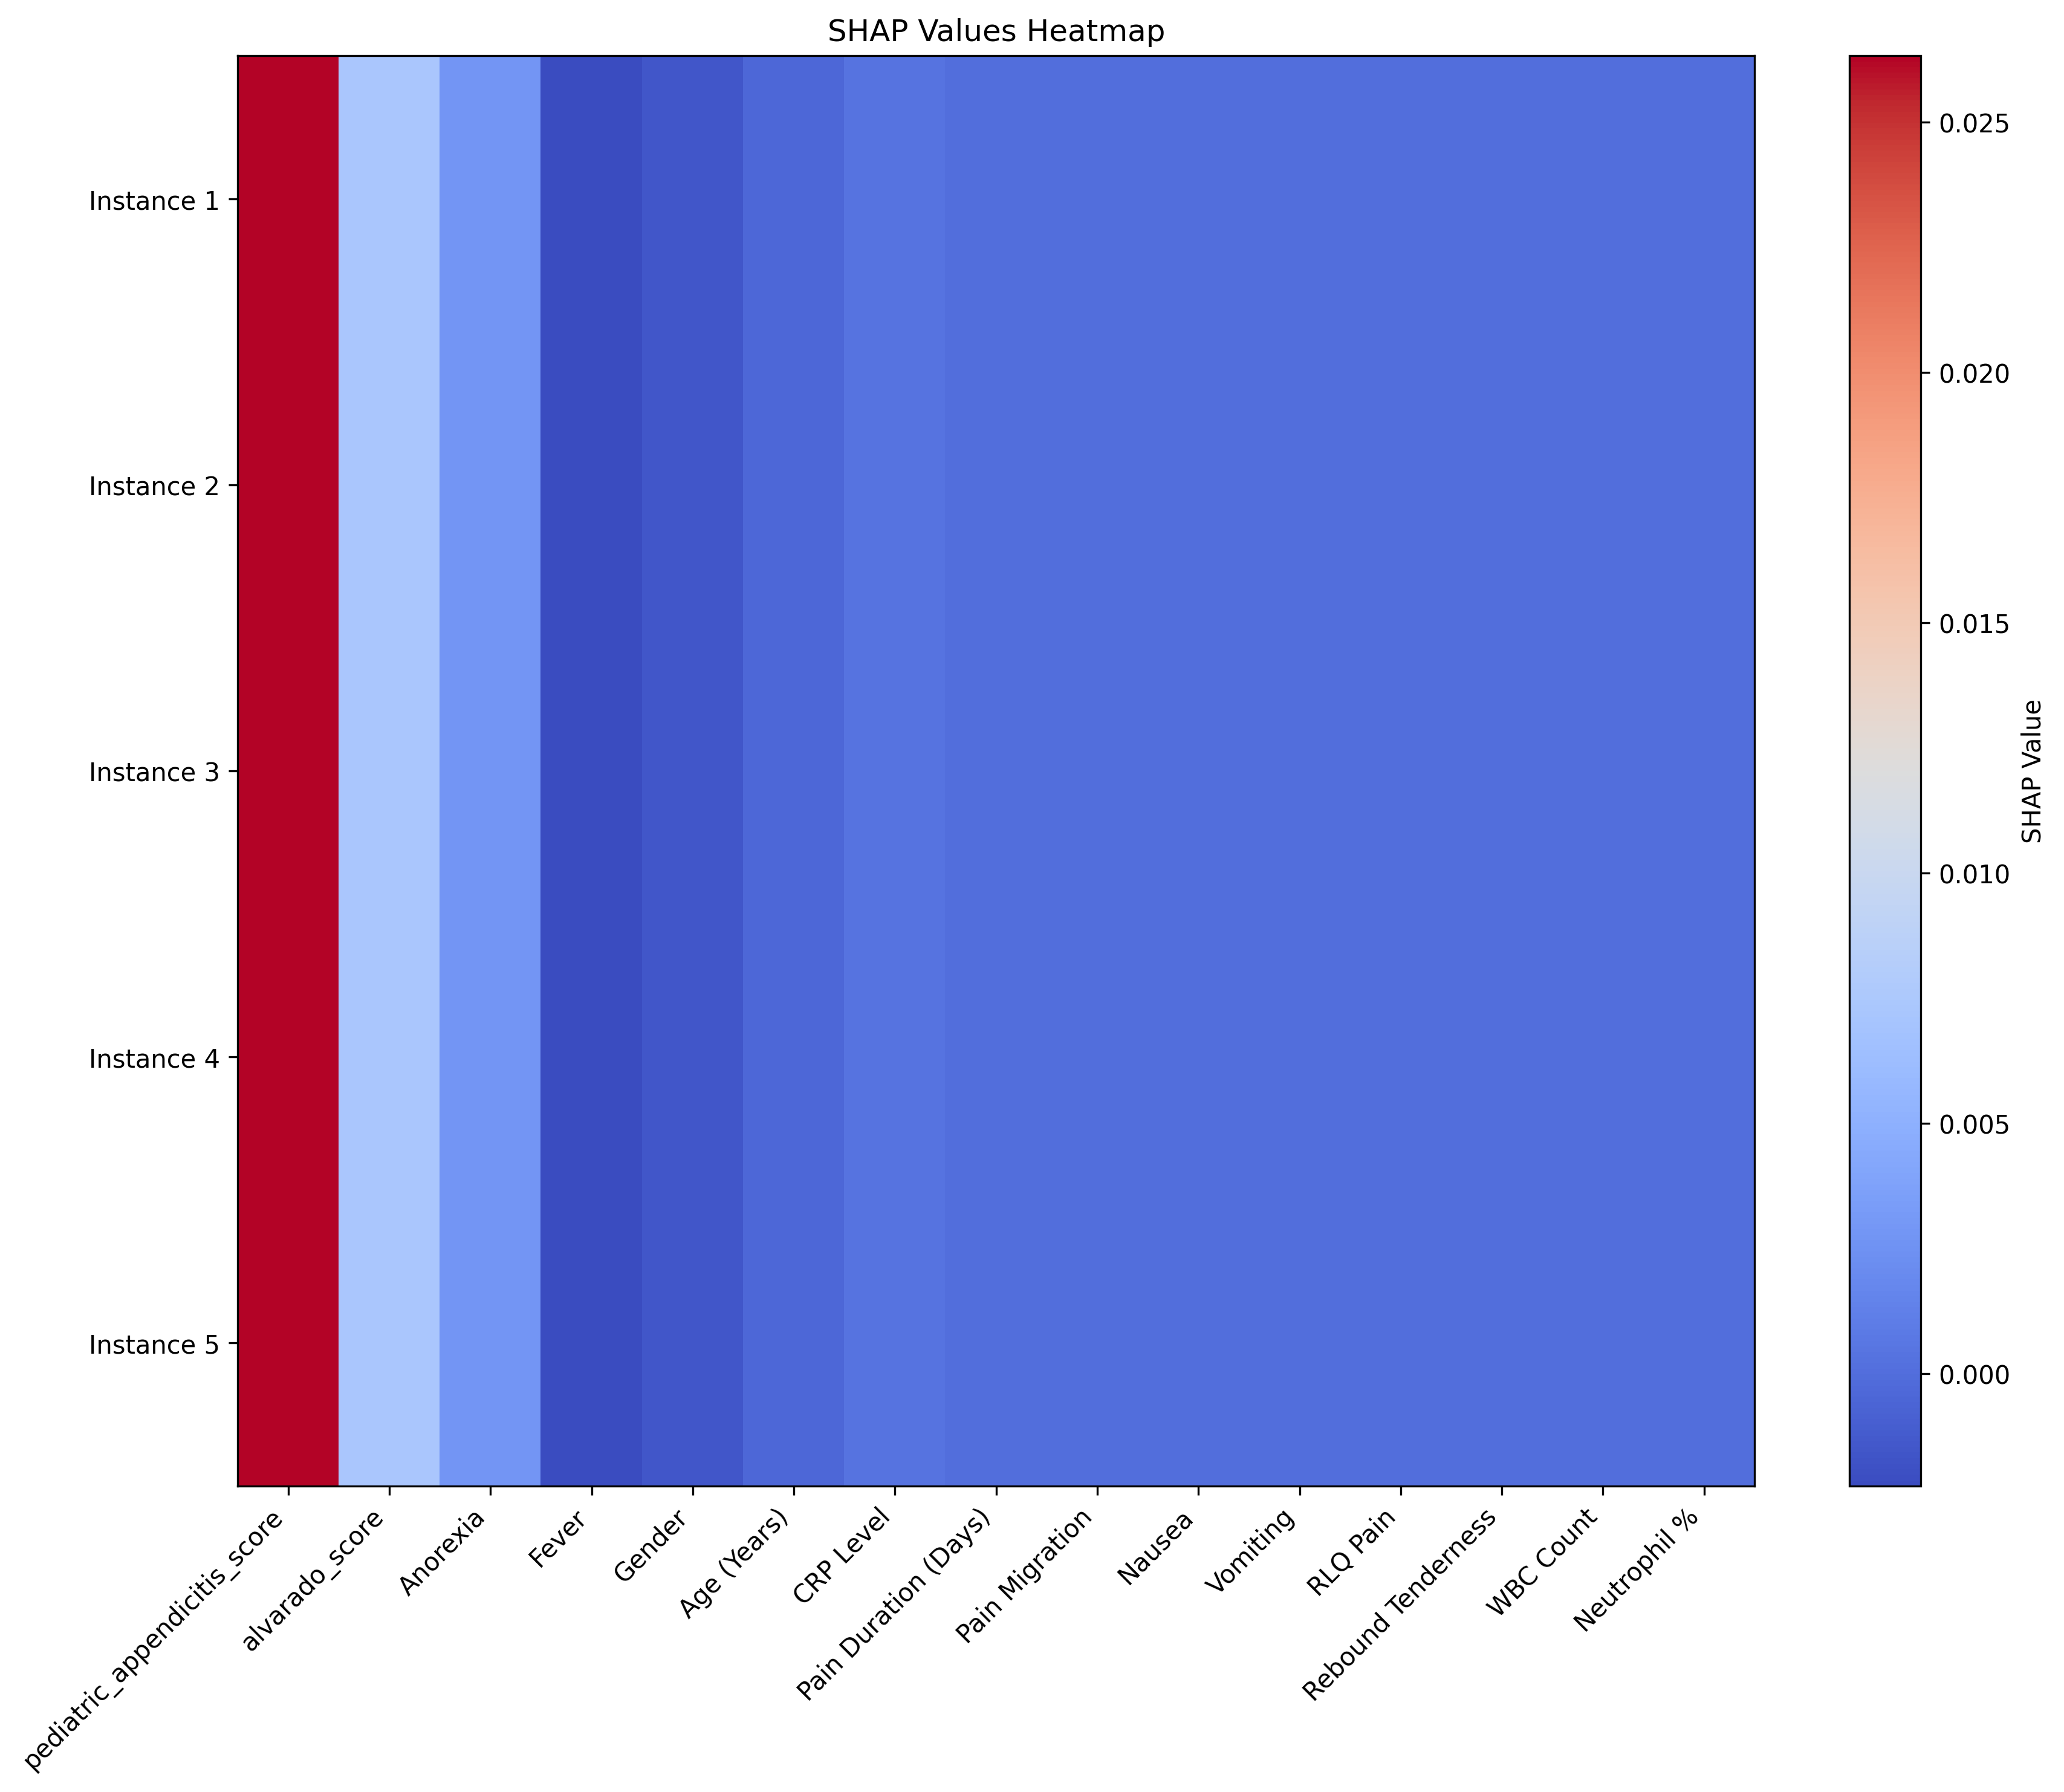 SHAP Values Heatmap
Instance 1
Instance 2
Instance 3
Instance 4
Instance 5
pediatric_appendicitis_score
alvarado_score
Anorexia
Fever
Gender
Age (Years)
CRP Level
Pain Duration (Days)
Pain Migration
Nausea
Vomiting
RLQ Pain
Rebound Tenderness
WBC Count
Neutrophil %
0.025
0.020
0.015
0.010
0.005
0.000
SHAP Value